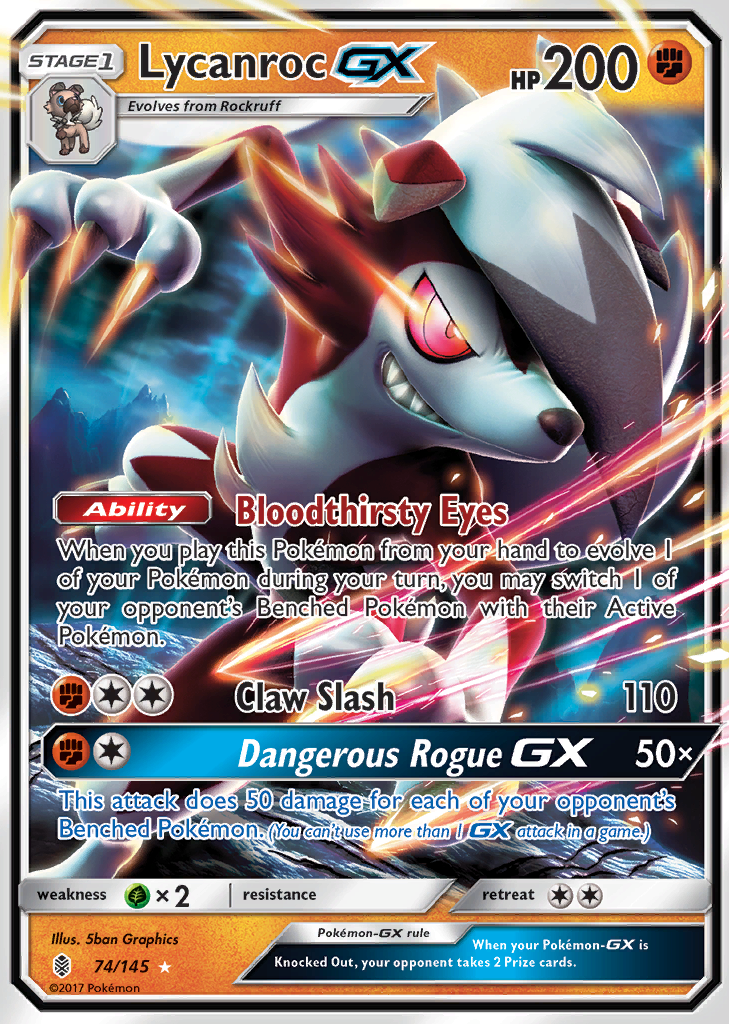 STAGE1
Lycanroc GX
HP 200
Evolves from Rockruff
Ability Bloodthirsty Eyes
When you play this Pokémon from your hand to evolve 1
of your Pokémon during your turn, you may switch 1 of
your opponent's Benched Pokémon with their Active
Pokémon.
Claw Slash 110
Dangerous Rogue GX 50×
This attack does 50 damage for each of your opponent's
Benched Pokémon. (You can't use more than 1 GX attack in a game.)
weakness ×2 resistance retreat
Illus. 5ban Graphics
74/145 ★
©2017 Pokémon
Pokémon-GX rule
When your Pokémon-GX is
Knocked Out, your opponent takes 2 Prize cards.